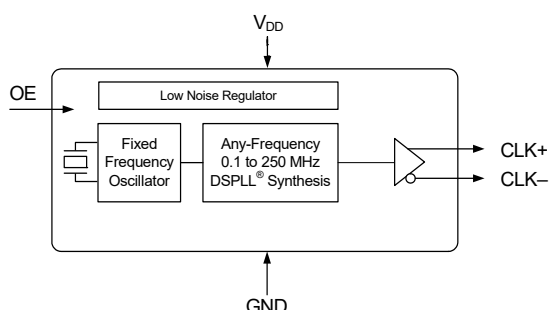 V_DD
OE
Low Noise Regulator
Fixed
Frequency
Oscillator
Any-Frequency
0.1 to 250 MHz
DSPLL® Synthesis
CLK+
CLK–
GND